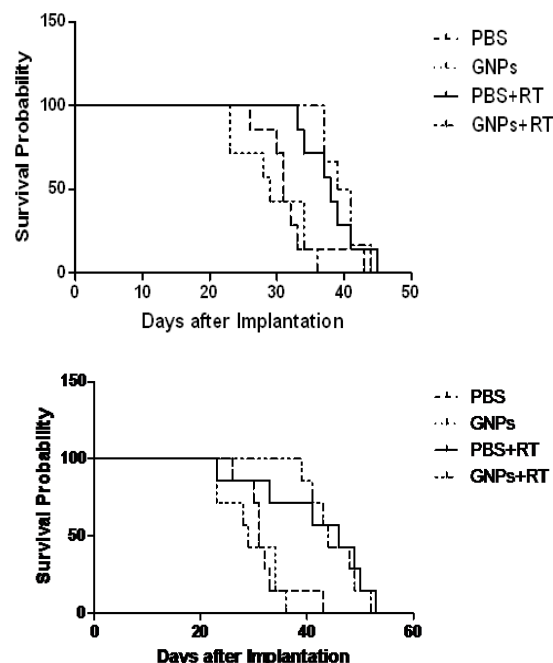 150
100
50
0
Survival Probability
0 10 20 30 40 50
Days after Implantation
PBS
GNPs
PBS+RT
GNPs+RT
150
100
50
0
Survival Probability
0 20 40 60
Days after Implantation
PBS
GNPs
PBS+RT
GNPs+RT